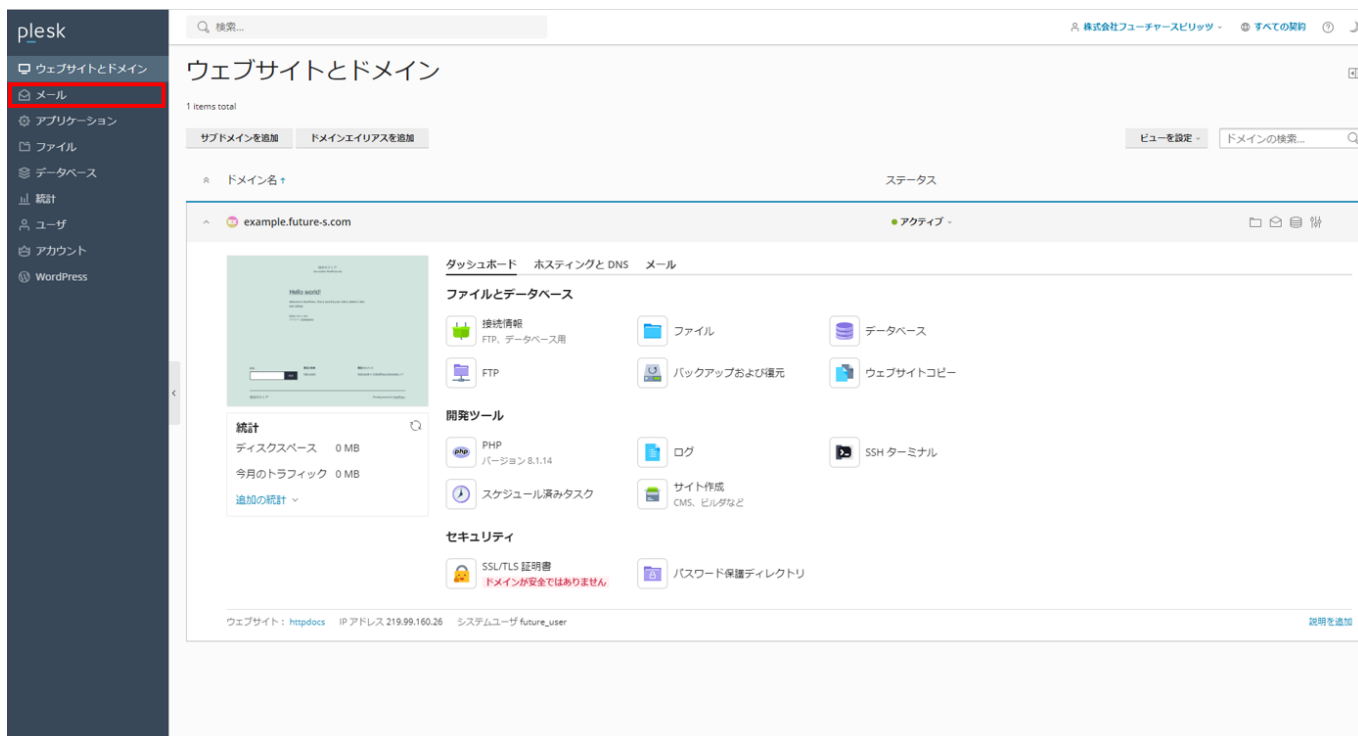 plesk
検索...
株式会社フューチャースピリッツ
すべての契約
ウェブサイトとドメイン
メール
アプリケーション
ファイル
データベース
統計
ユーザ
アカウント
WordPress
ウェブサイトとドメイン
1 items total
サブドメインを追加
ドメインエイリアスを追加
ビューを設定
ドメインの検索...
ドメイン名↑
ステータス
example.future-s.com
アクティブ
Hello world!
統計
ディスクスペース 0 MB
今月のトラフィック 0 MB
追加の統計
ダッシュボード
ホスティングと DNS
メール
ファイルとデータベース
接続情報
FTP、データベース用
ファイル
データベース
FTP
バックアップおよび復元
ウェブサイトコピー
開発ツール
php
PHP
バージョン 8.1.14
ログ
SSH ターミナル
スケジュール済みタスク
サイト作成
CMS、ビルダなど
セキュリティ
SSL/TLS 証明書
ドメインが安全ではありません
パスワード保護ディレクトリ
ウェブサイト： httpdocs IP アドレス 219.99.160.26 システムユーザ future_user
説明を追加